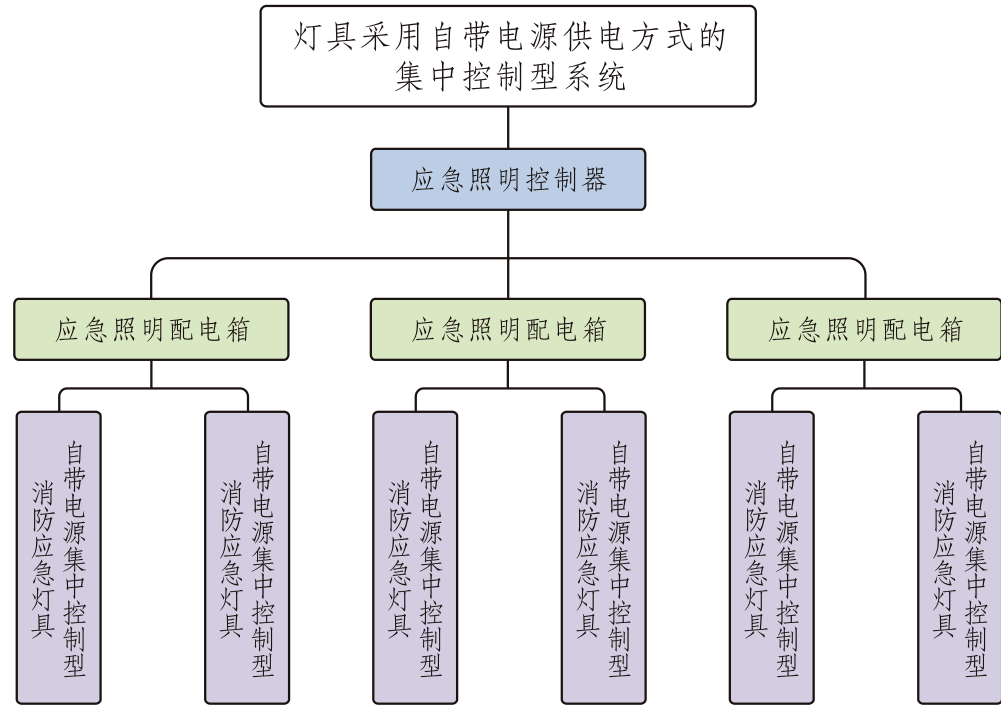 灯具采用自带电源供电方式的
集中控制型系统
应急照明控制器
应急照明配电箱
应急照明配电箱
应急照明配电箱
自带电源集中控制型
消防应急灯具
自带电源集中控制型
消防应急灯具
自带电源集中控制型
消防应急灯具
自带电源集中控制型
消防应急灯具
自带电源集中控制型
消防应急灯具
自带电源集中控制型
消防应急灯具